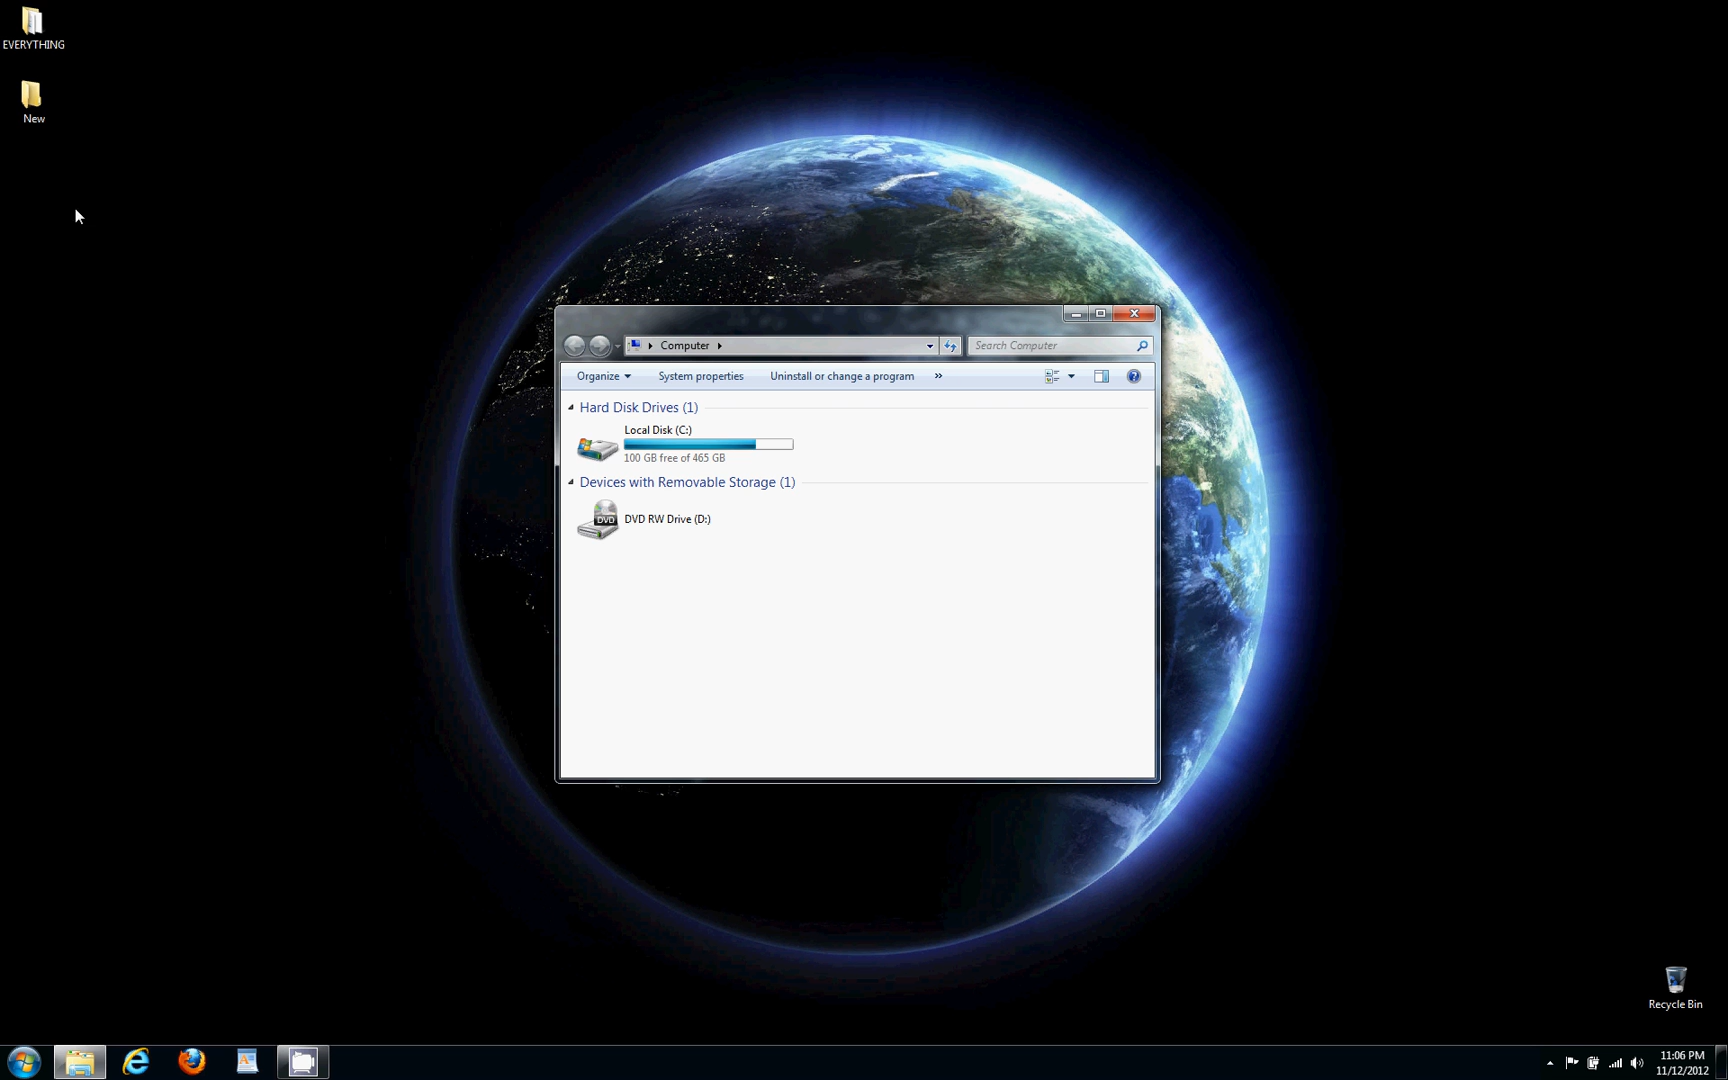 EVERYTHING
New
Computer
Search Computer
Organize
System properties
Uninstall or change a program
»
Hard Disk Drives (1)
Local Disk (C:)
100 GB free of 465 GB
Devices with Removable Storage (1)
DVD
DVD RW Drive (D:)
Recycle Bin
11:06 PM
11/12/2012